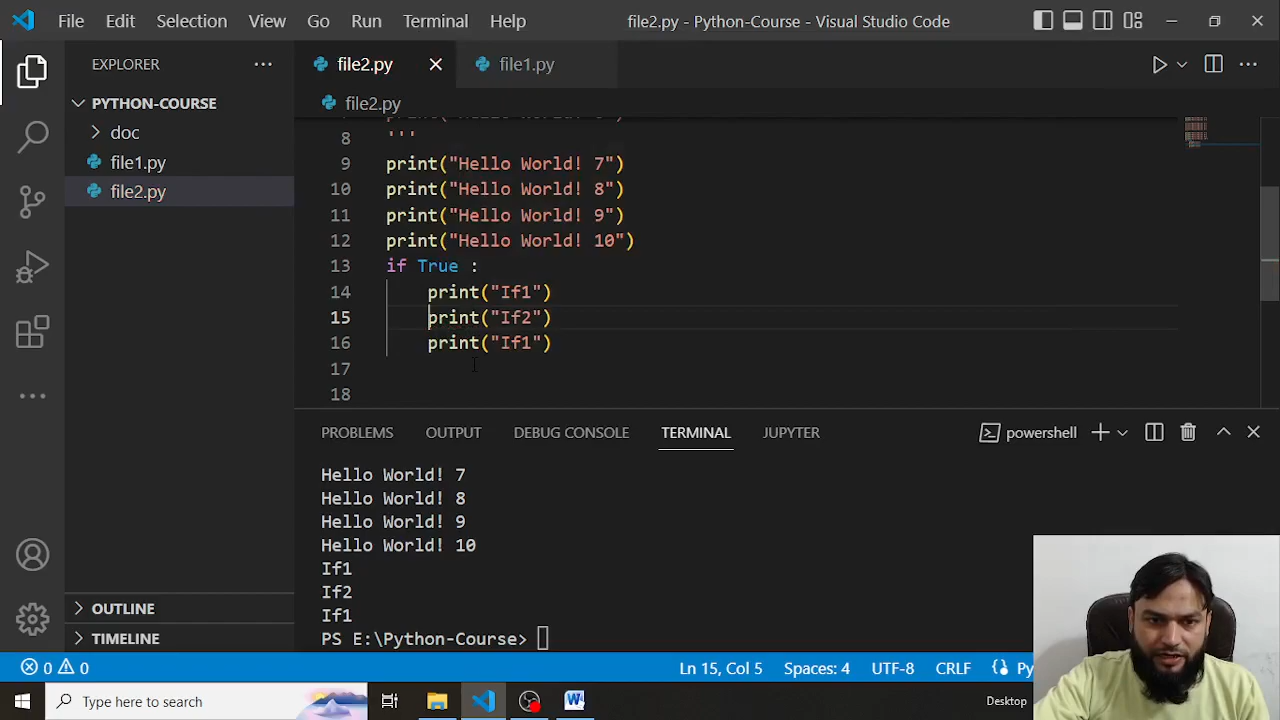 File Edit Selection View Go Run Terminal Help file2.py - Python-Course - Visual Studio Code
EXPLORER
PYTHON-COURSE
doc
file1.py
file2.py
OUTLINE
TIMELINE
file2.py file1.py
file2.py
8 '''
9 print("Hello World! 7")
10 print("Hello World! 8")
11 print("Hello World! 9")
12 print("Hello World! 10")
13 if True :
14 print("If1")
15 print("If2")
16 print("If1")
17
18
PROBLEMS OUTPUT DEBUG CONSOLE TERMINAL JUPYTER powershell
Hello World! 7
Hello World! 8
Hello World! 9
Hello World! 10
If1
If2
If1
PS E:\Python-Course>
0 0 Ln 15, Col 5 Spaces: 4 UTF-8 CRLF Py
Type here to search Desktop